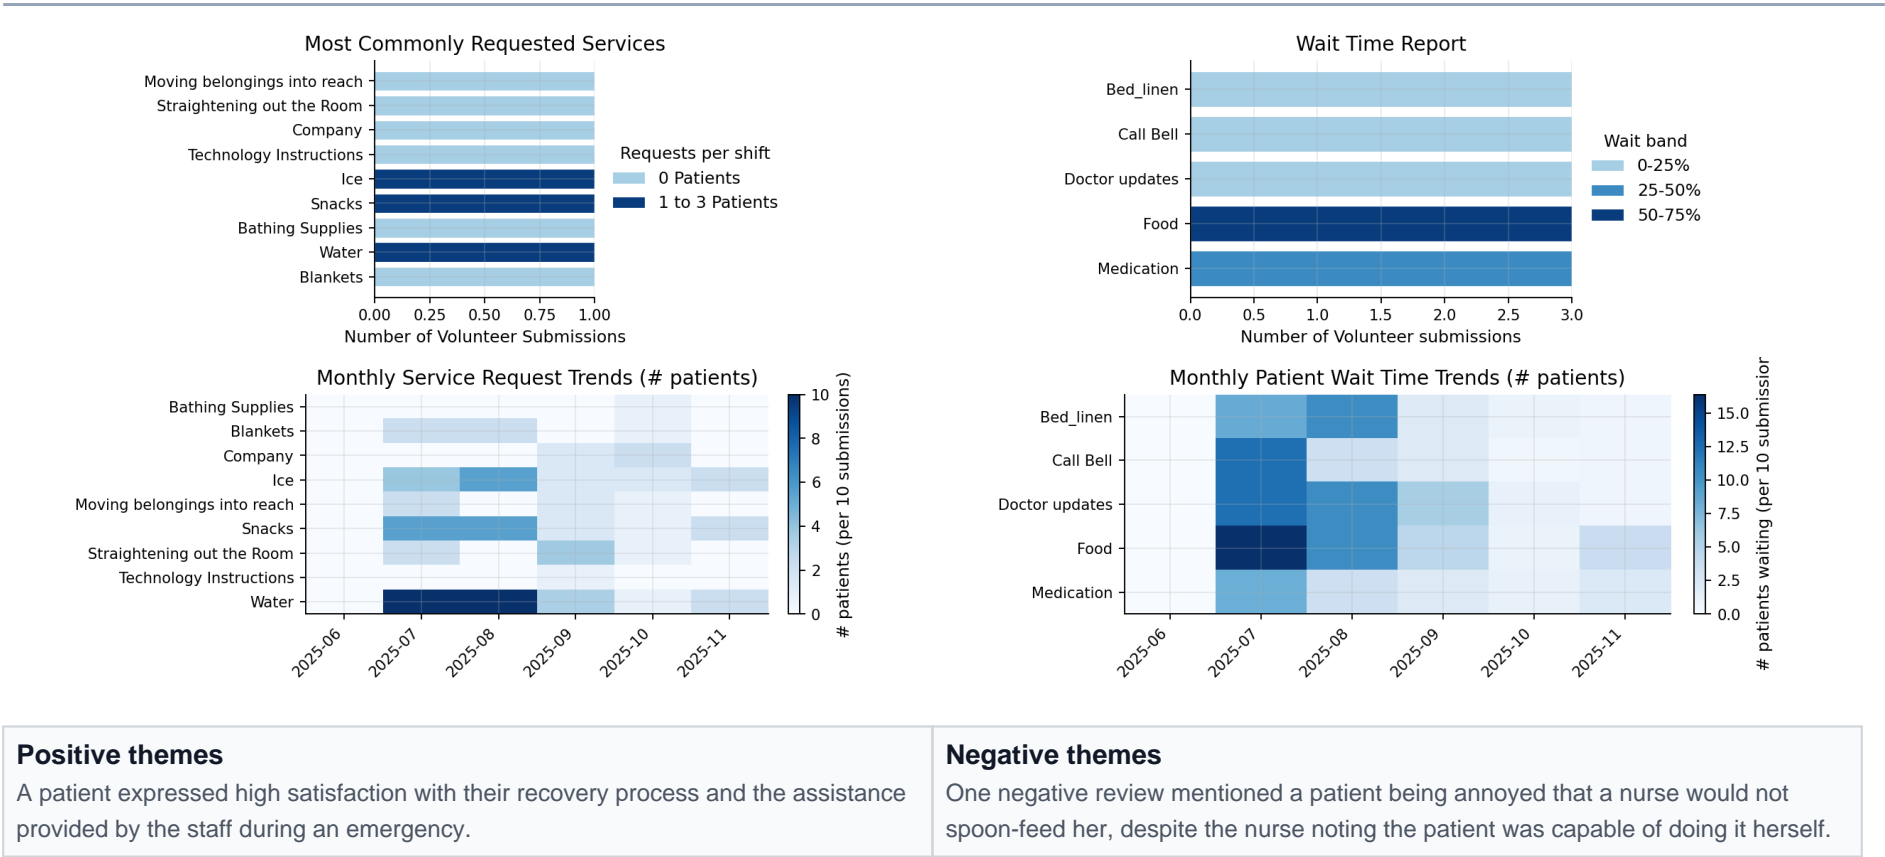 Most Commonly Requested Services
Moving belongings into reach
Straightening out the Room
Company
Technology Instructions
Ice
Snacks
Bathing Supplies
Water
Blankets
0.00 0.25 0.50 0.75 1.00
Number of Volunteer Submissions
Requests per shift
0 Patients
1 to 3 Patients
Wait Time Report
Bed_linen
Call Bell
Doctor updates
Food
Medication
0.0 0.5 1.0 1.5 2.0 2.5 3.0
Number of Volunteer submissions
Wait band
0-25%
25-50%
50-75%
Monthly Service Request Trends (# patients)
Bathing Supplies
Blankets
Company
Ice
Moving belongings into reach
Snacks
Straightening out the Room
Technology Instructions
Water
2025-06 2025-07 2025-08 2025-09 2025-10 2025-11
10
8
6
4
2
0
# patients (per 10 submissions)
Monthly Patient Wait Time Trends (# patients)
Bed_linen
Call Bell
Doctor updates
Food
Medication
2025-06 2025-07 2025-08 2025-09 2025-10 2025-11
15.0
12.5
10.0
7.5
5.0
2.5
0.0
# patients waiting (per 10 submission
Positive themes
A patient expressed high satisfaction with their recovery process and the assistance
provided by the staff during an emergency.
Negative themes
One negative review mentioned a patient being annoyed that a nurse would not
spoon-feed her, despite the nurse noting the patient was capable of doing it herself.